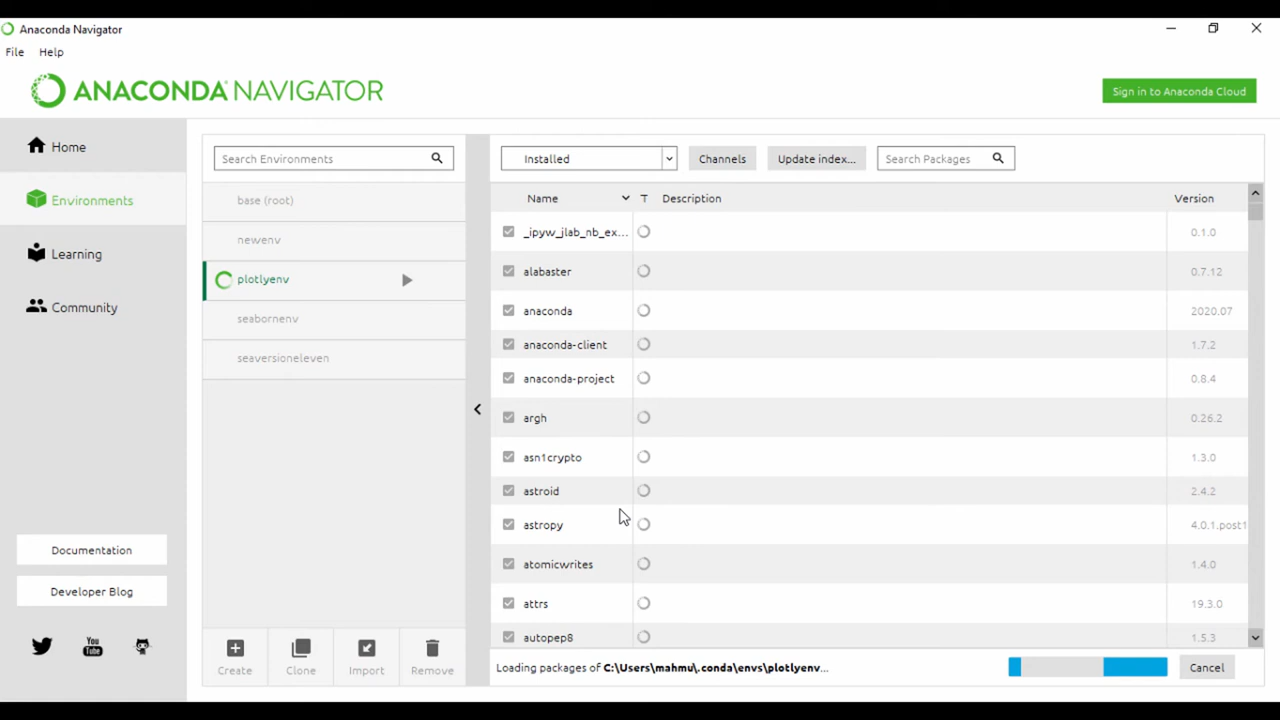 Anaconda Navigator
File Help
ANACONDA NAVIGATOR
Sign in to Anaconda Cloud
Home
Environments
Learning
Community
Documentation
Developer Blog
You Tube
Search Environments
base (root)
newenv
plotlyenv
seabornenv
seaversioneleven
Create Clone Import Remove
Installed Channels Update index... Search Packages
Name T Description Version
_ipyw_jlab_nb_ex... 0.1.0
alabaster 0.7.12
anaconda 2020.07
anaconda-client 1.7.2
anaconda-project 0.8.4
argh 0.26.2
asn1crypto 1.3.0
astroid 2.4.2
astropy 4.0.1.post1
atomicwrites 1.4.0
attrs 19.3.0
autopep8 1.5.3
Loading packages of C:\Users\mahmu\.conda\envs\plotlyenv... Cancel